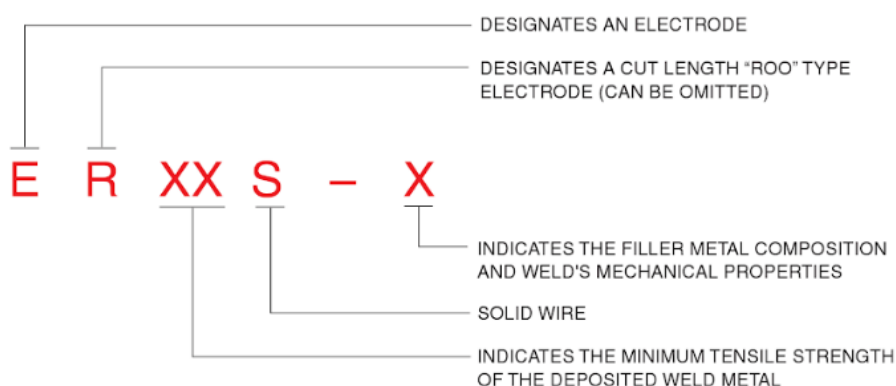 DESIGNATES AN ELECTRODE
DESIGNATES A CUT LENGTH “ROO” TYPE
ELECTRODE (CAN BE OMITTED)
E R XX S – X
INDICATES THE FILLER METAL COMPOSITION
AND WELD'S MECHANICAL PROPERTIES
SOLID WIRE
INDICATES THE MINIMUM TENSILE STRENGTH
OF THE DEPOSITED WELD METAL